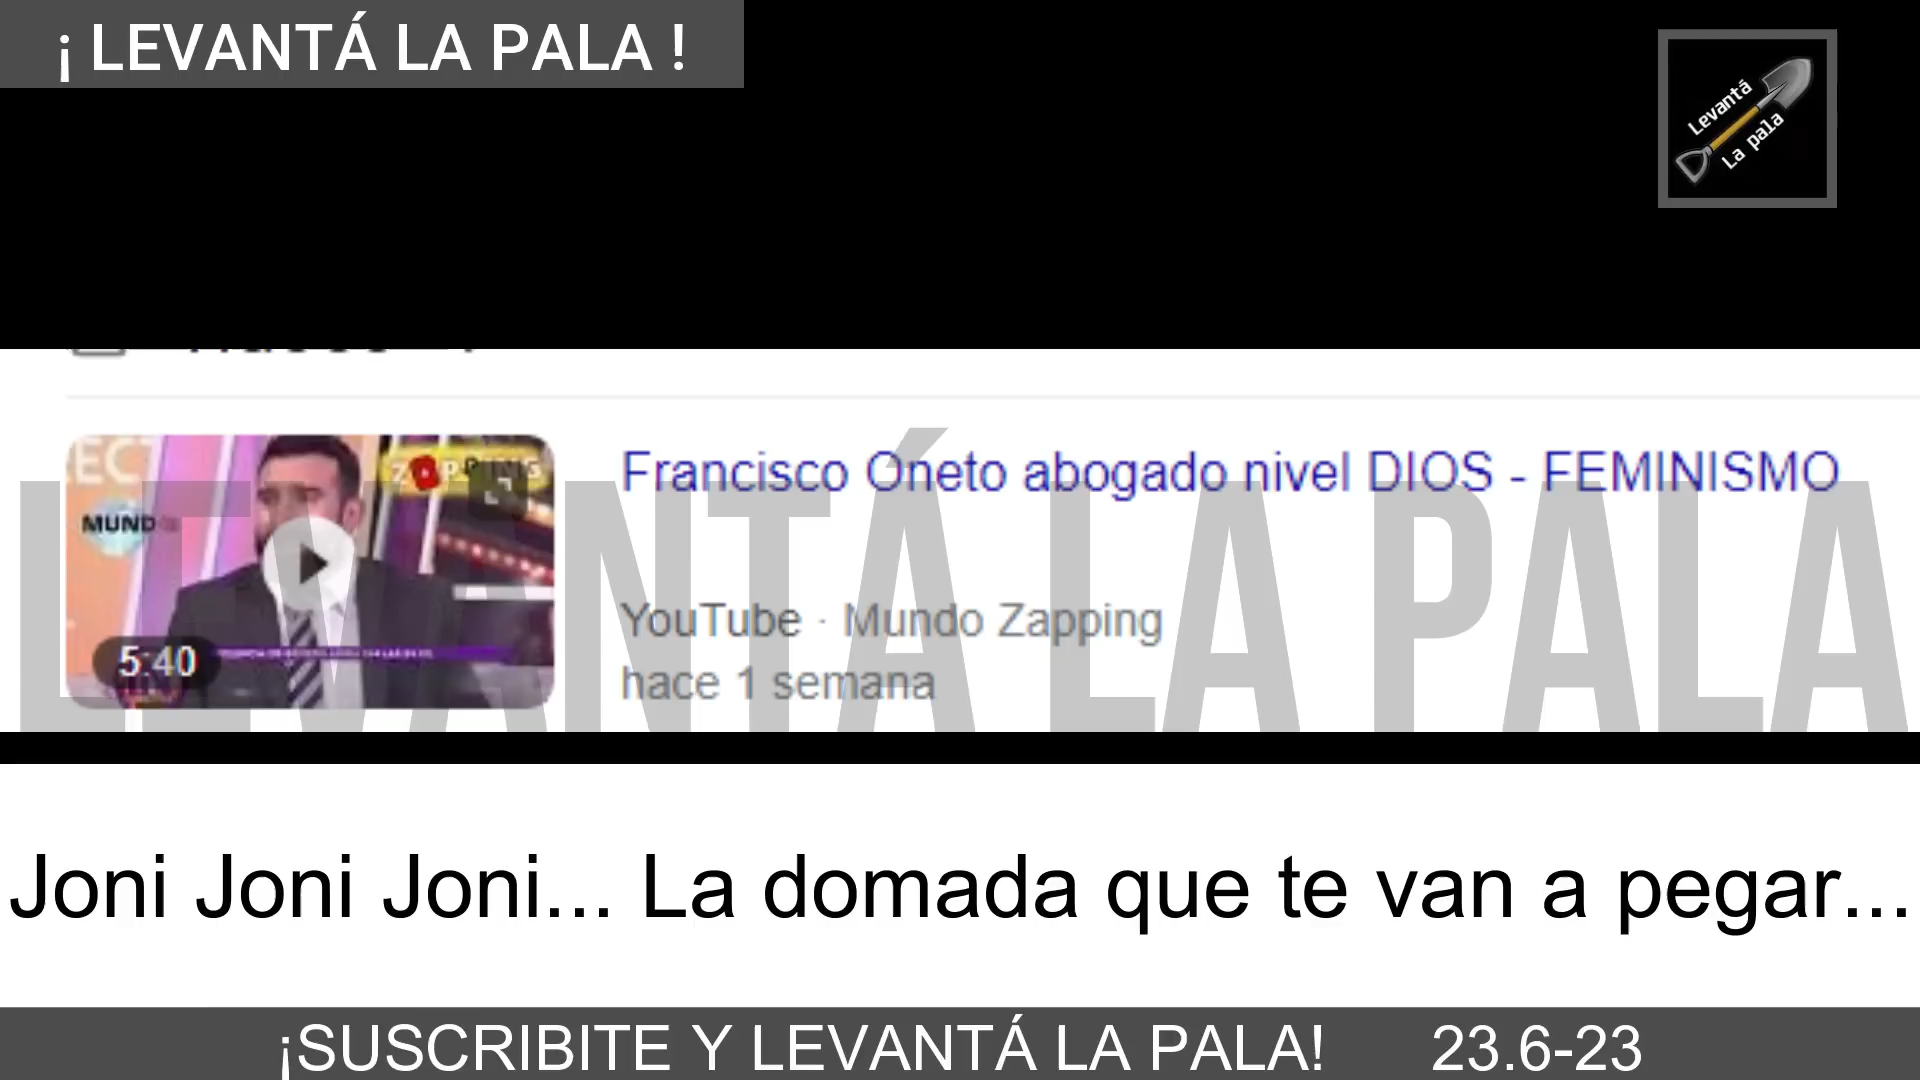 ¡ LEVANTÁ LA PALA !
Levantá
La pala
Francisco Oneto abogado nivel DIOS - FEMINISMO
MUND
5:40
YouTube · Mundo Zapping
hace 1 semana
LEVANTÁ LA PALA
Joni Joni Joni... La domada que te van a pegar...
¡SUSCRIBITE Y LEVANTÁ LA PALA! 23.6-23